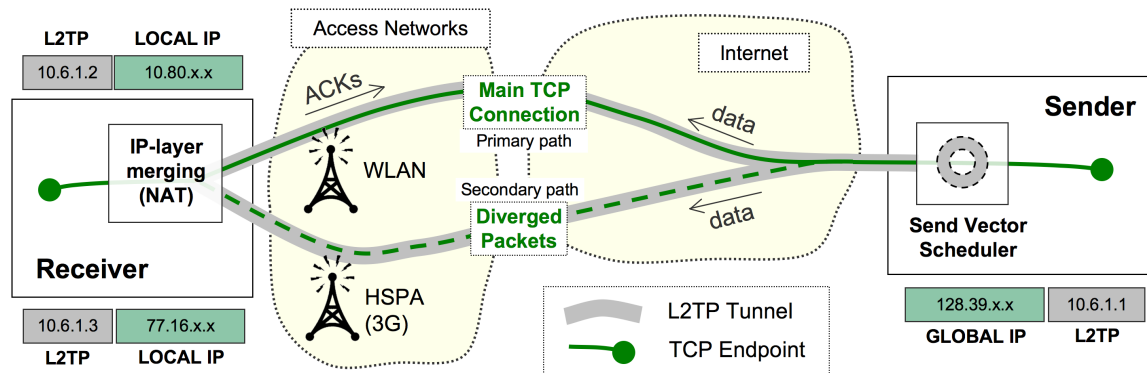 L2TP LOCAL IP
10.6.1.2 10.80.x.x
Access Networks
Internet
ACKs
Main TCP
Connection
Primary path
data
Sender
IP-layer
merging
(NAT)
WLAN
Secondary path
Diverged
Packets
data
Send Vector
Scheduler
Receiver
HSPA
(3G)
10.6.1.3 77.16.x.x
L2TP LOCAL IP
L2TP Tunnel
TCP Endpoint
128.39.x.x 10.6.1.1
GLOBAL IP L2TP